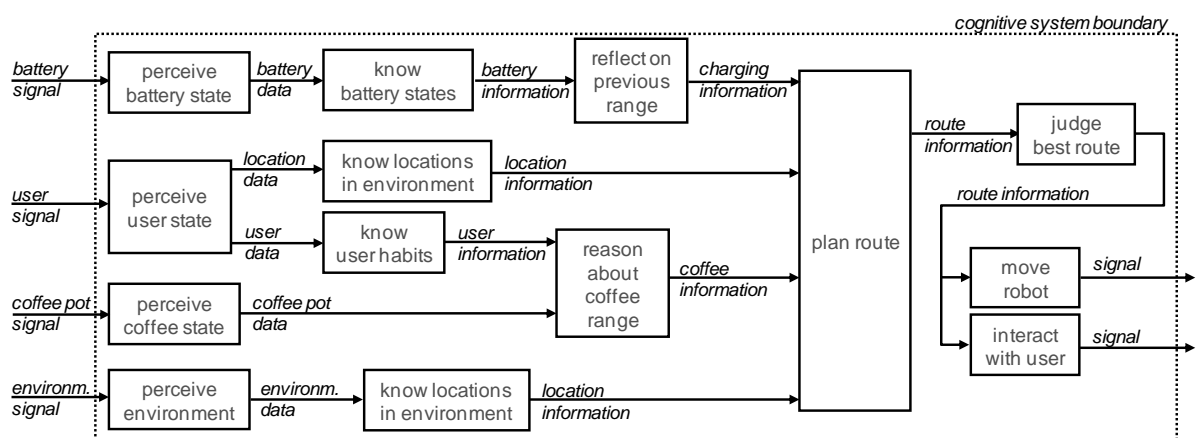 cognitive system boundary
battery
signal
perceive
battery state
battery
data
know
battery states
battery
information
reflect on
previous
range
charging
information
user
signal
perceive
user state
location
data
know locations
in environment
location
information
user
data
know
user habits
user
information
reason
about
coffee
range
coffee
information
coffee pot
signal
perceive
coffee state
coffee pot
data
environm.
signal
perceive
environment
environm.
data
know locations
in environment
location
information
plan route
route
information
judge
best route
route information
move
robot
signal
interact
with user
signal